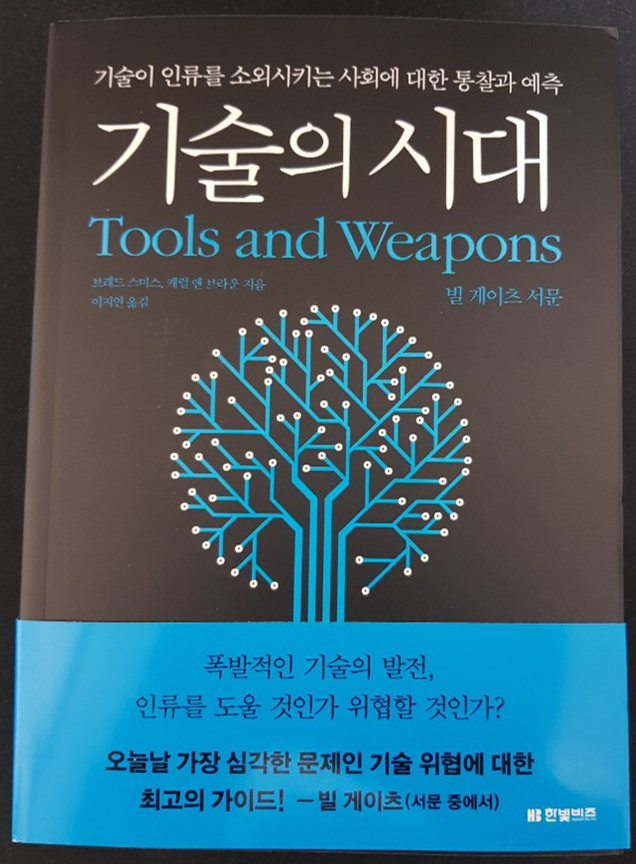 기술이 인류를 소외시키는 사회에 대한 통찰과 예측
기술의 시대
Tools and Weapons
브래드 스미스, 캐럴 앤 브라운 지음
이지연 옮김
빌 게이츠 서문
폭발적인 기술의 발전,
인류를 도울 것인가 위협할 것인가?
오늘날 가장 심각한 문제인 기술 위협에 대한
최고의 가이드! – 빌 게이츠(서문 중에서)
HB 한빛비즈